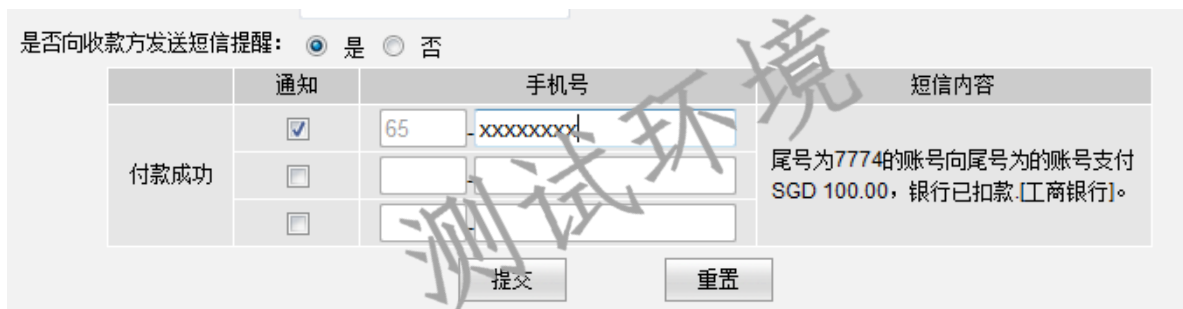 是否向收款方发送短信提醒： 是 否
通知 手机号 短信内容
付款成功
65 - xxxxxxxx
-
-
尾号为7774的账号向尾号为的账号支付
SGD 100.00，银行已扣款.[工商银行]。
提交 重置
测试环境